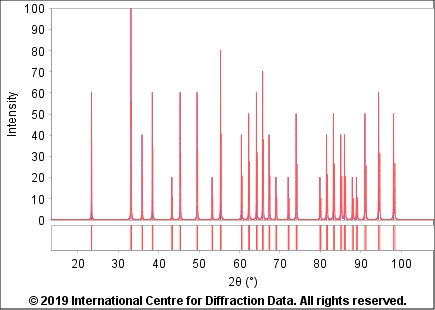 100
90
80
70
60
50
40
30
20
10
0
Intensity
20 30 40 50 60 70 80 90 100
2θ (°)
© 2019 International Centre for Diffraction Data. All rights reserved.